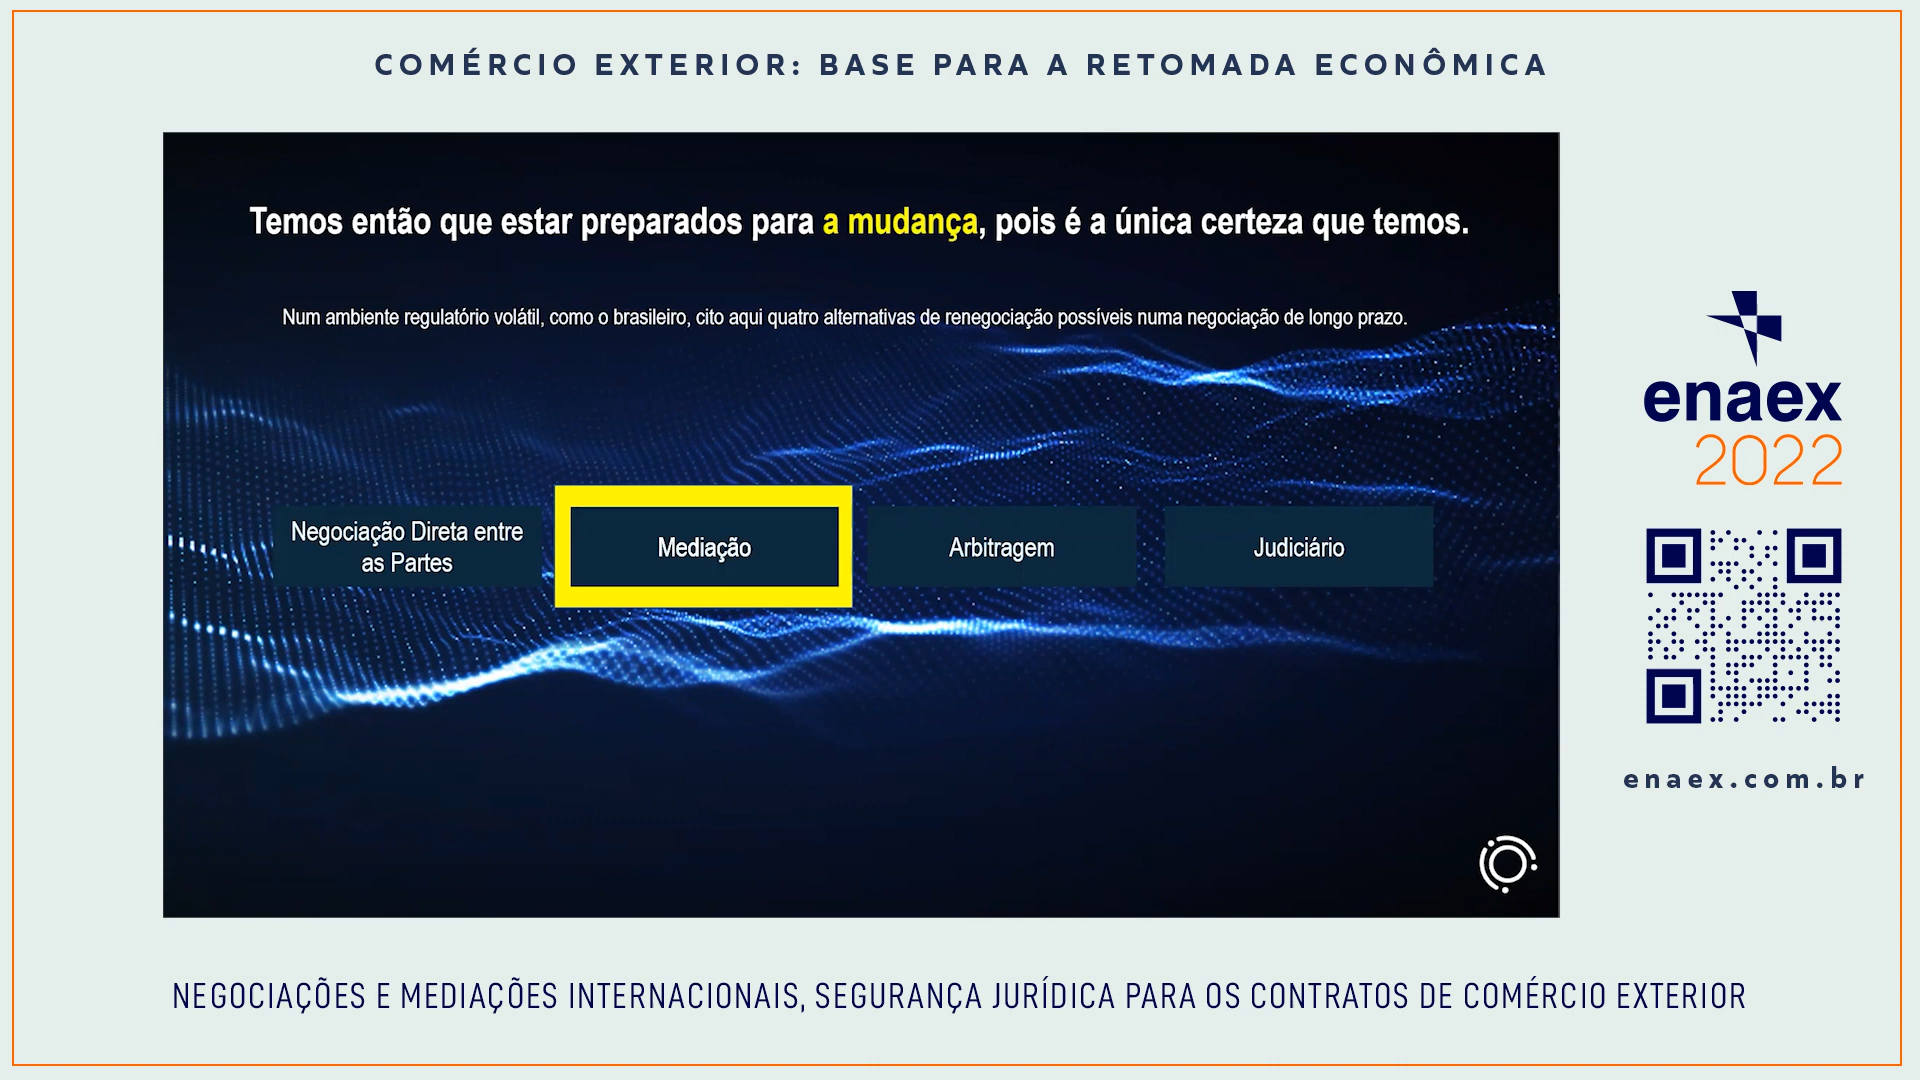 COMÉRCIO EXTERIOR: BASE PARA A RETOMADA ECONÔMICA
Temos então que estar preparados para a mudança, pois é a única certeza que temos.
Num ambiente regulatório volátil, como o brasileiro, cito aqui quatro alternativas de renegociação possíveis numa negociação de longo prazo.
Negociação Direta entre
as Partes
Mediação
Arbitragem
Judiciário
enaex
2022
enaex.com.br
NEGOCIAÇÕES E MEDIAÇÕES INTERNACIONAIS, SEGURANÇA JURÍDICA PARA OS CONTRATOS DE COMÉRCIO EXTERIOR